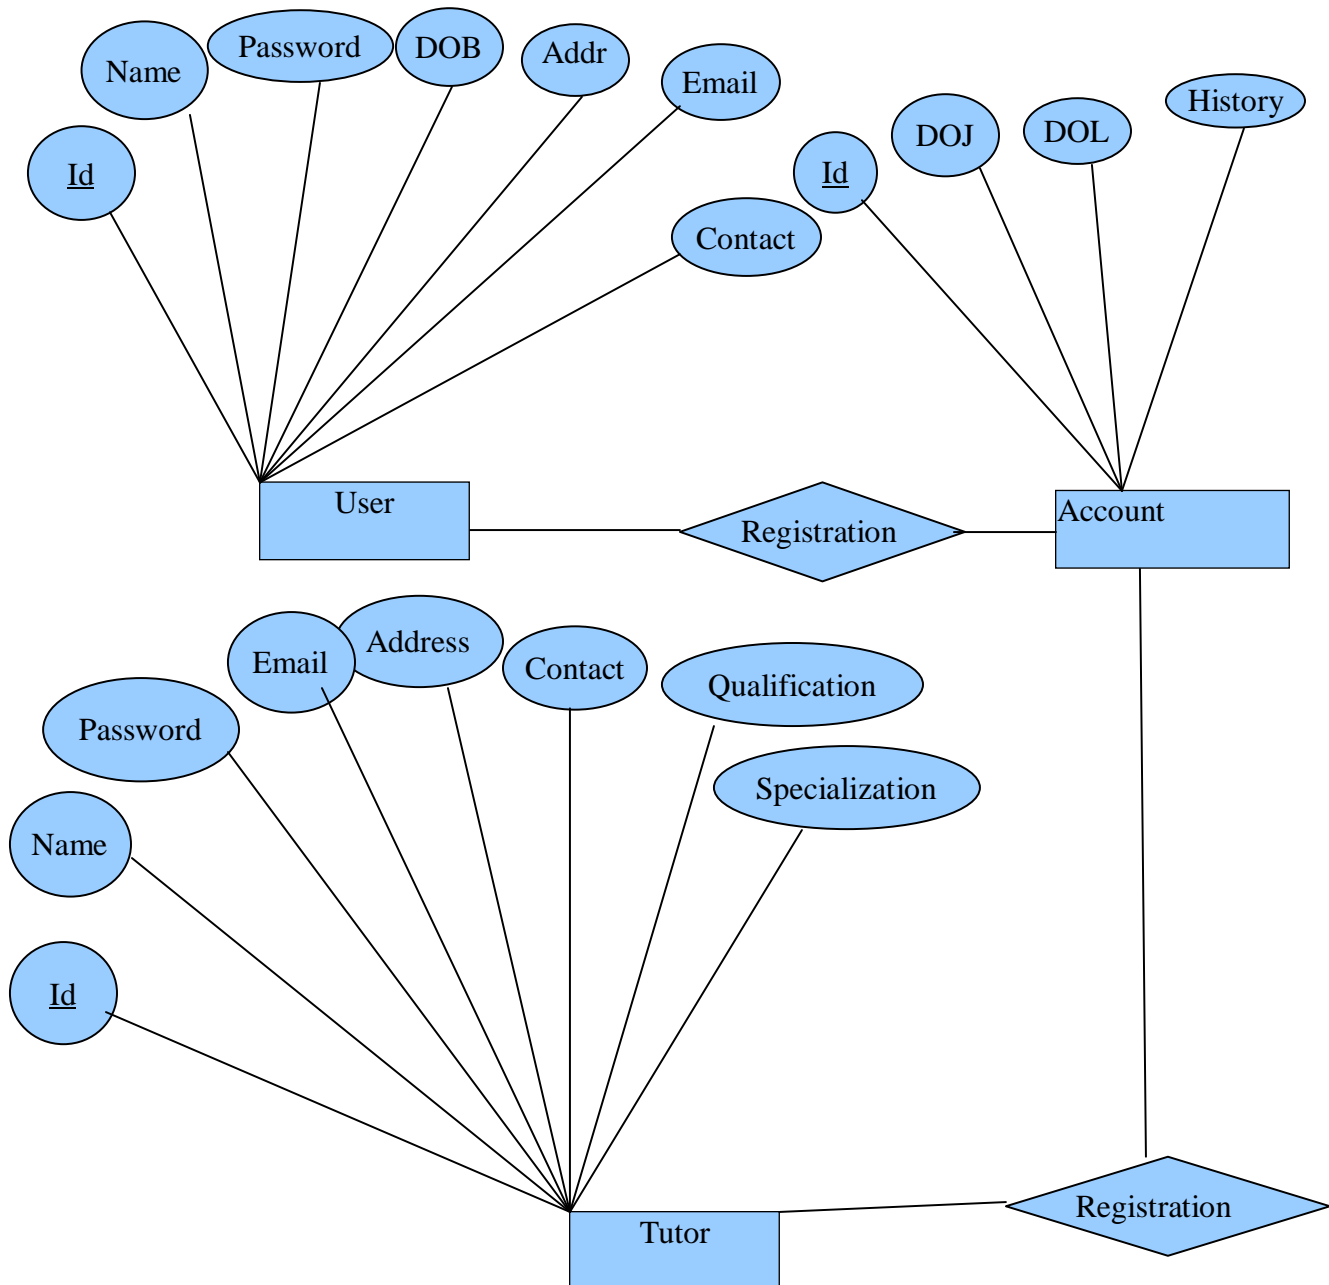 Name
Password
DOB
Addr
Email
Id
Contact
Id
DOJ
DOL
History
User
Registration
Account
Email
Address
Contact
Qualification
Password
Specialization
Name
Id
Tutor
Registration